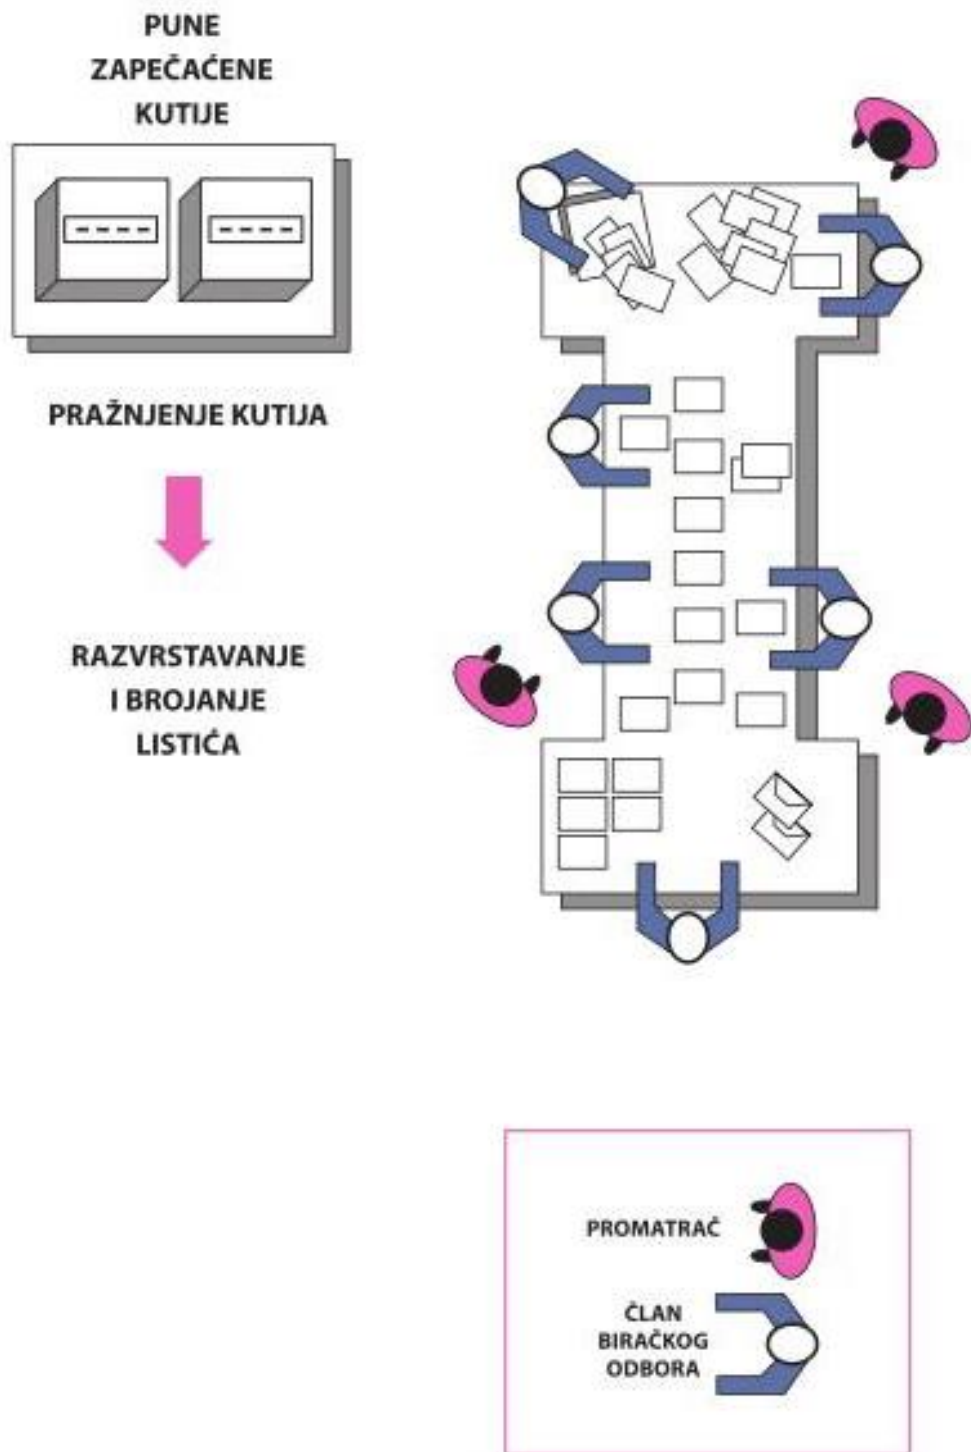 PUNE
ZAPEČAĆENE
KUTIJE
PRAŽNJENJE KUTIJA
RAZVRSTAVANJE
I BROJANJE
LISTIĆA
PROMATRAČ
ČLAN
BIRAČKOG
ODBORA